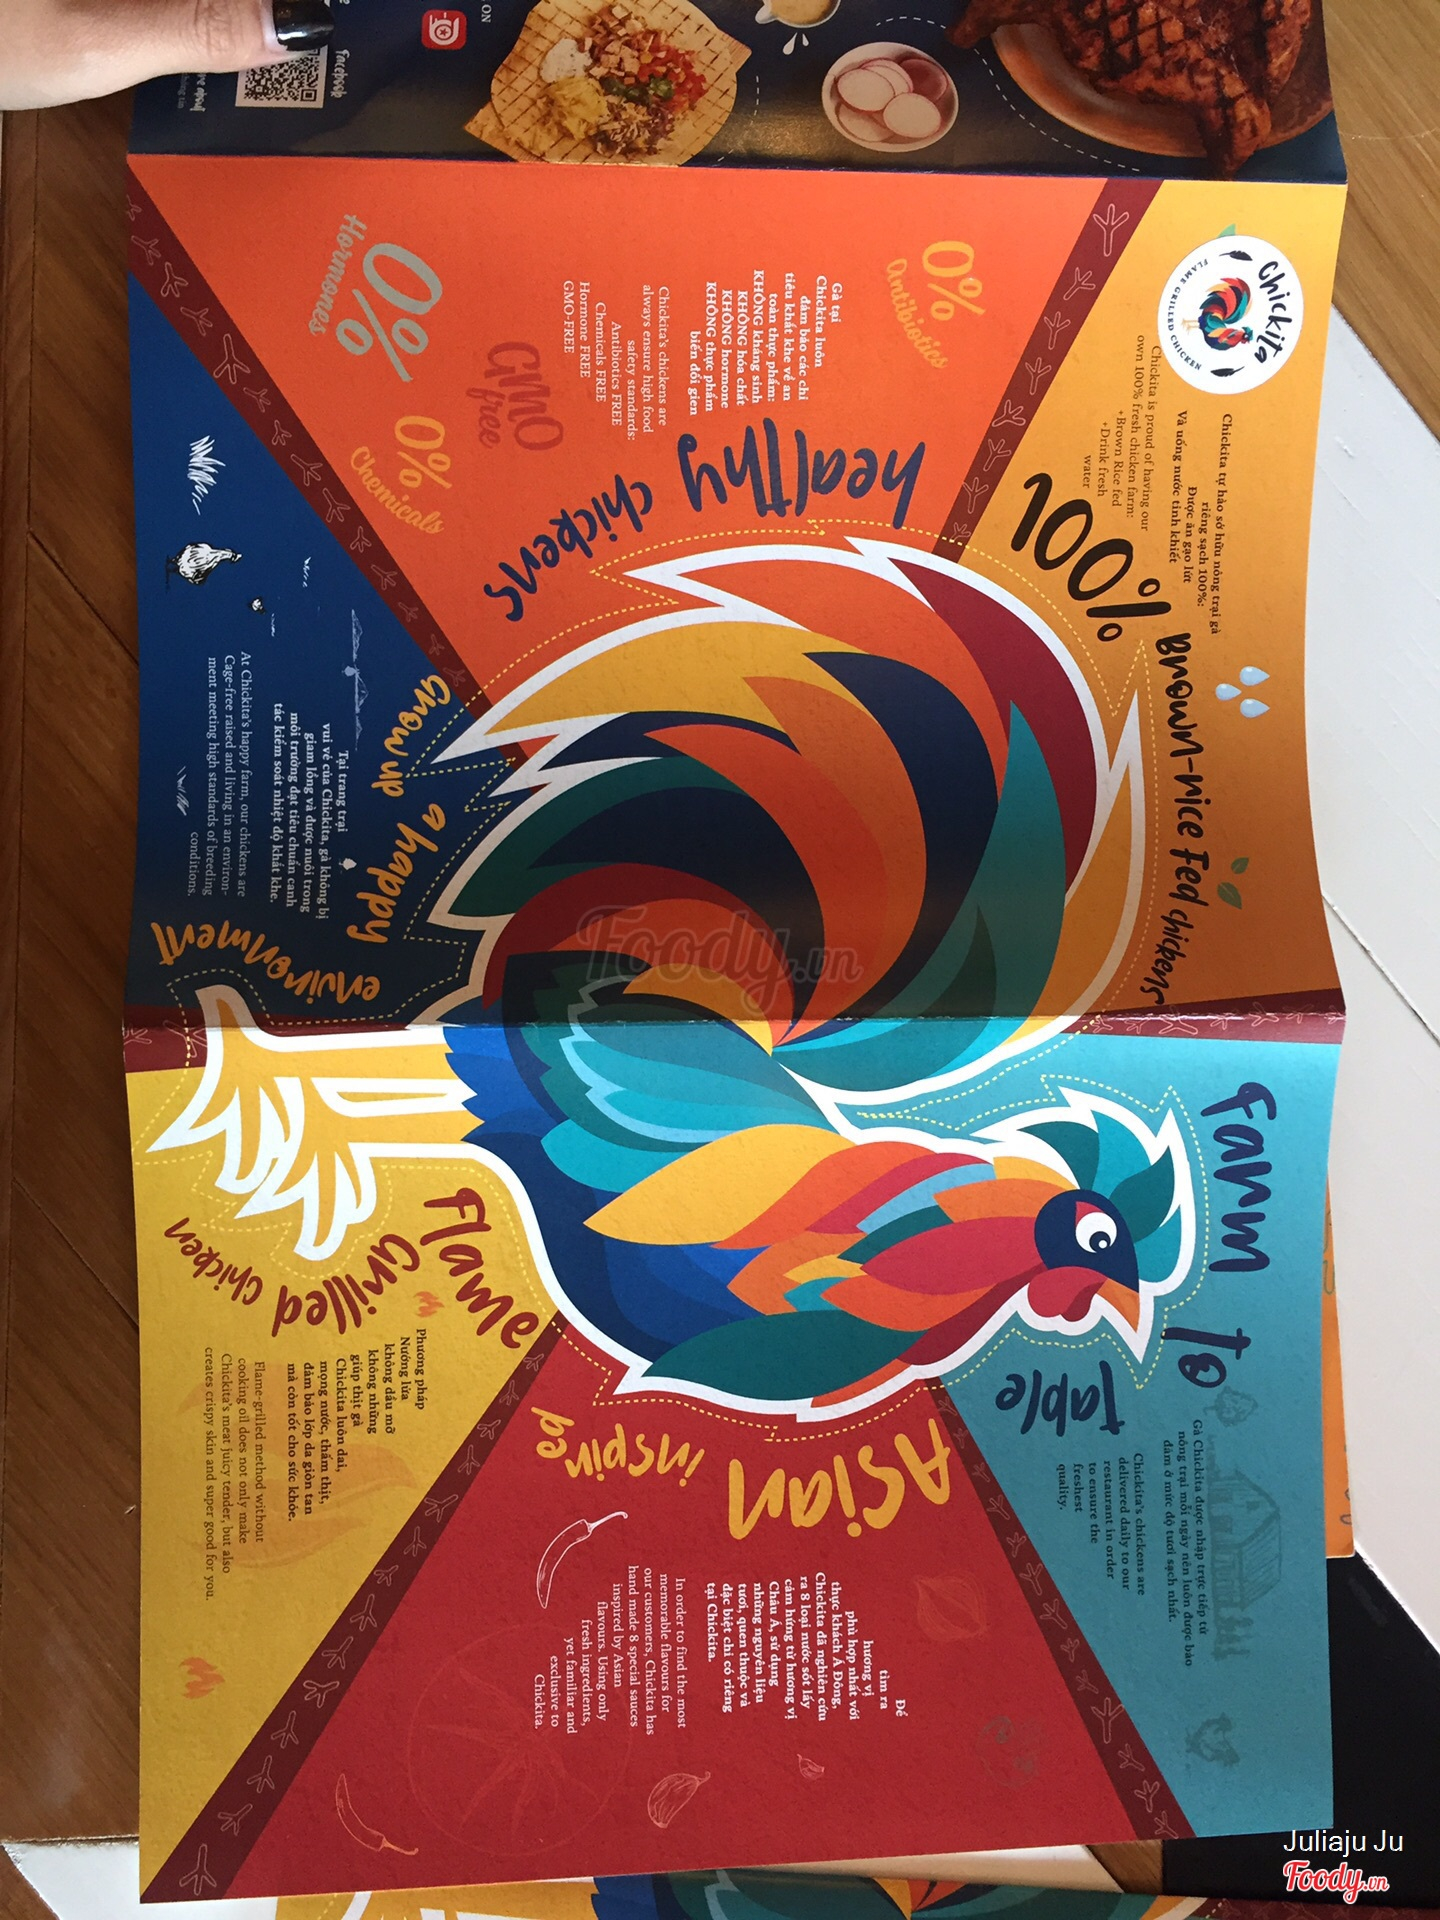 Facebook
ON
Chickita
FLAME GRILLED CHICKEN
Chickita tự hào sở hữu nông trại gà
riêng sạch 100%:
Được ăn gạo lứt
Và uống nước tinh khiết
Chickita is proud of having our
own 100% fresh chicken farm:
+Brown Rice fed
+Drink fresh
water
100%
Brown-rice Fed chickens
0%
Antibiotics
Gà tại
Chickita luôn
đảm bảo các chỉ
tiêu khắt khe về an
toàn thực phẩm:
KHÔNG kháng sinh
KHÔNG hóa chất
KHÔNG hormone
KHÔNG thực phẩm
biến đổi gien
Chickita's chickens are
always ensure high food
safety standards:
Antibiotics FREE
Chemicals FREE
Hormone FREE
GMO-FREE
healthy
chickens
GMO
free
0%
Hormones
0%
Chemicals
Grow up a happy
environment
Tại trang trại
vui vẻ của Chickita, gà không bị
giam lồng và được nuôi trong
môi trường đạt tiêu chuẩn canh
tác kiểm soát nhiệt độ khắt khe.
At Chickita's happy farm, our chickens are
Cage-free raised and living in an environ-
ment meeting high standards of breeding
conditions.
Farm To
Table
Gà Chickita được nhập trực tiếp từ
nông trại mỗi ngày nên luôn được bảo
đảm ở mức độ tươi sạch nhất.
Chickita's chickens are
delivered daily to our
restaurant in order
to ensure the
freshest
quality.
Asian
inspired
Để
tìm ra
hương vị
phù hợp nhất với
thực khách Á Đông,
Chickita đã nghiên cứu
ra 8 loại nước sốt lấy
cảm hứng từ hương vị
Châu Á, sử dụng
những nguyên liệu
tươi, quen thuộc và
đặc biệt chỉ có riêng
tại Chickita.
In order to find the most
memorable flavours for
our customers, Chickita has
hand made 8 special sauces
inspired by Asian
flavours. Using only
fresh ingredients,
yet familiar and
exclusive to
Chickita.
Flame
Grilled
Chicken
Phương pháp
Nướng lửa
không dầu mỡ
không những
giúp thịt gà
Chickita luôn dai,
mọng nước, thấm thịt,
đảm bảo lớp da giòn tan
mà còn tốt cho sức khỏe.
Flame-grilled method without
cooking oil does not only make
Chickita's meat juicy tender, but also
creates crispy skin and super good for you.
Foody.vn
Juliaju Ju
Foody.vn